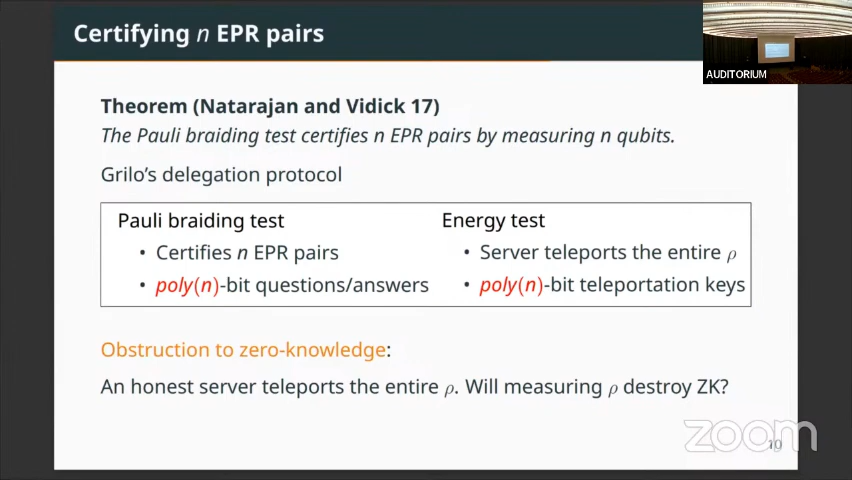 Certifying n EPR pairs
AUDITORIUM
Theorem (Natarajan and Vidick 17)
The Pauli braiding test certifies n EPR pairs by measuring n qubits.
Grilo's delegation protocol
Pauli braiding test
• Certifies n EPR pairs
• poly(n)-bit questions/answers
Energy test
• Server teleports the entire ρ
• poly(n)-bit teleportation keys
Obstruction to zero-knowledge:
An honest server teleports the entire ρ. Will measuring ρ destroy ZK?
zoom
10